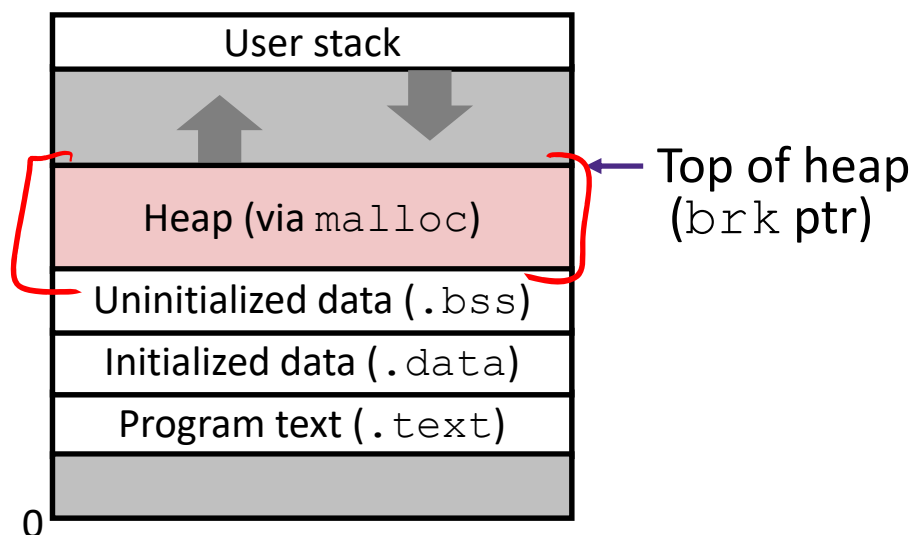 User stack
Top of heap
(brk ptr)
Heap (via malloc)
Uninitialized data (.bss)
Initialized data (.data)
Program text (.text)
0